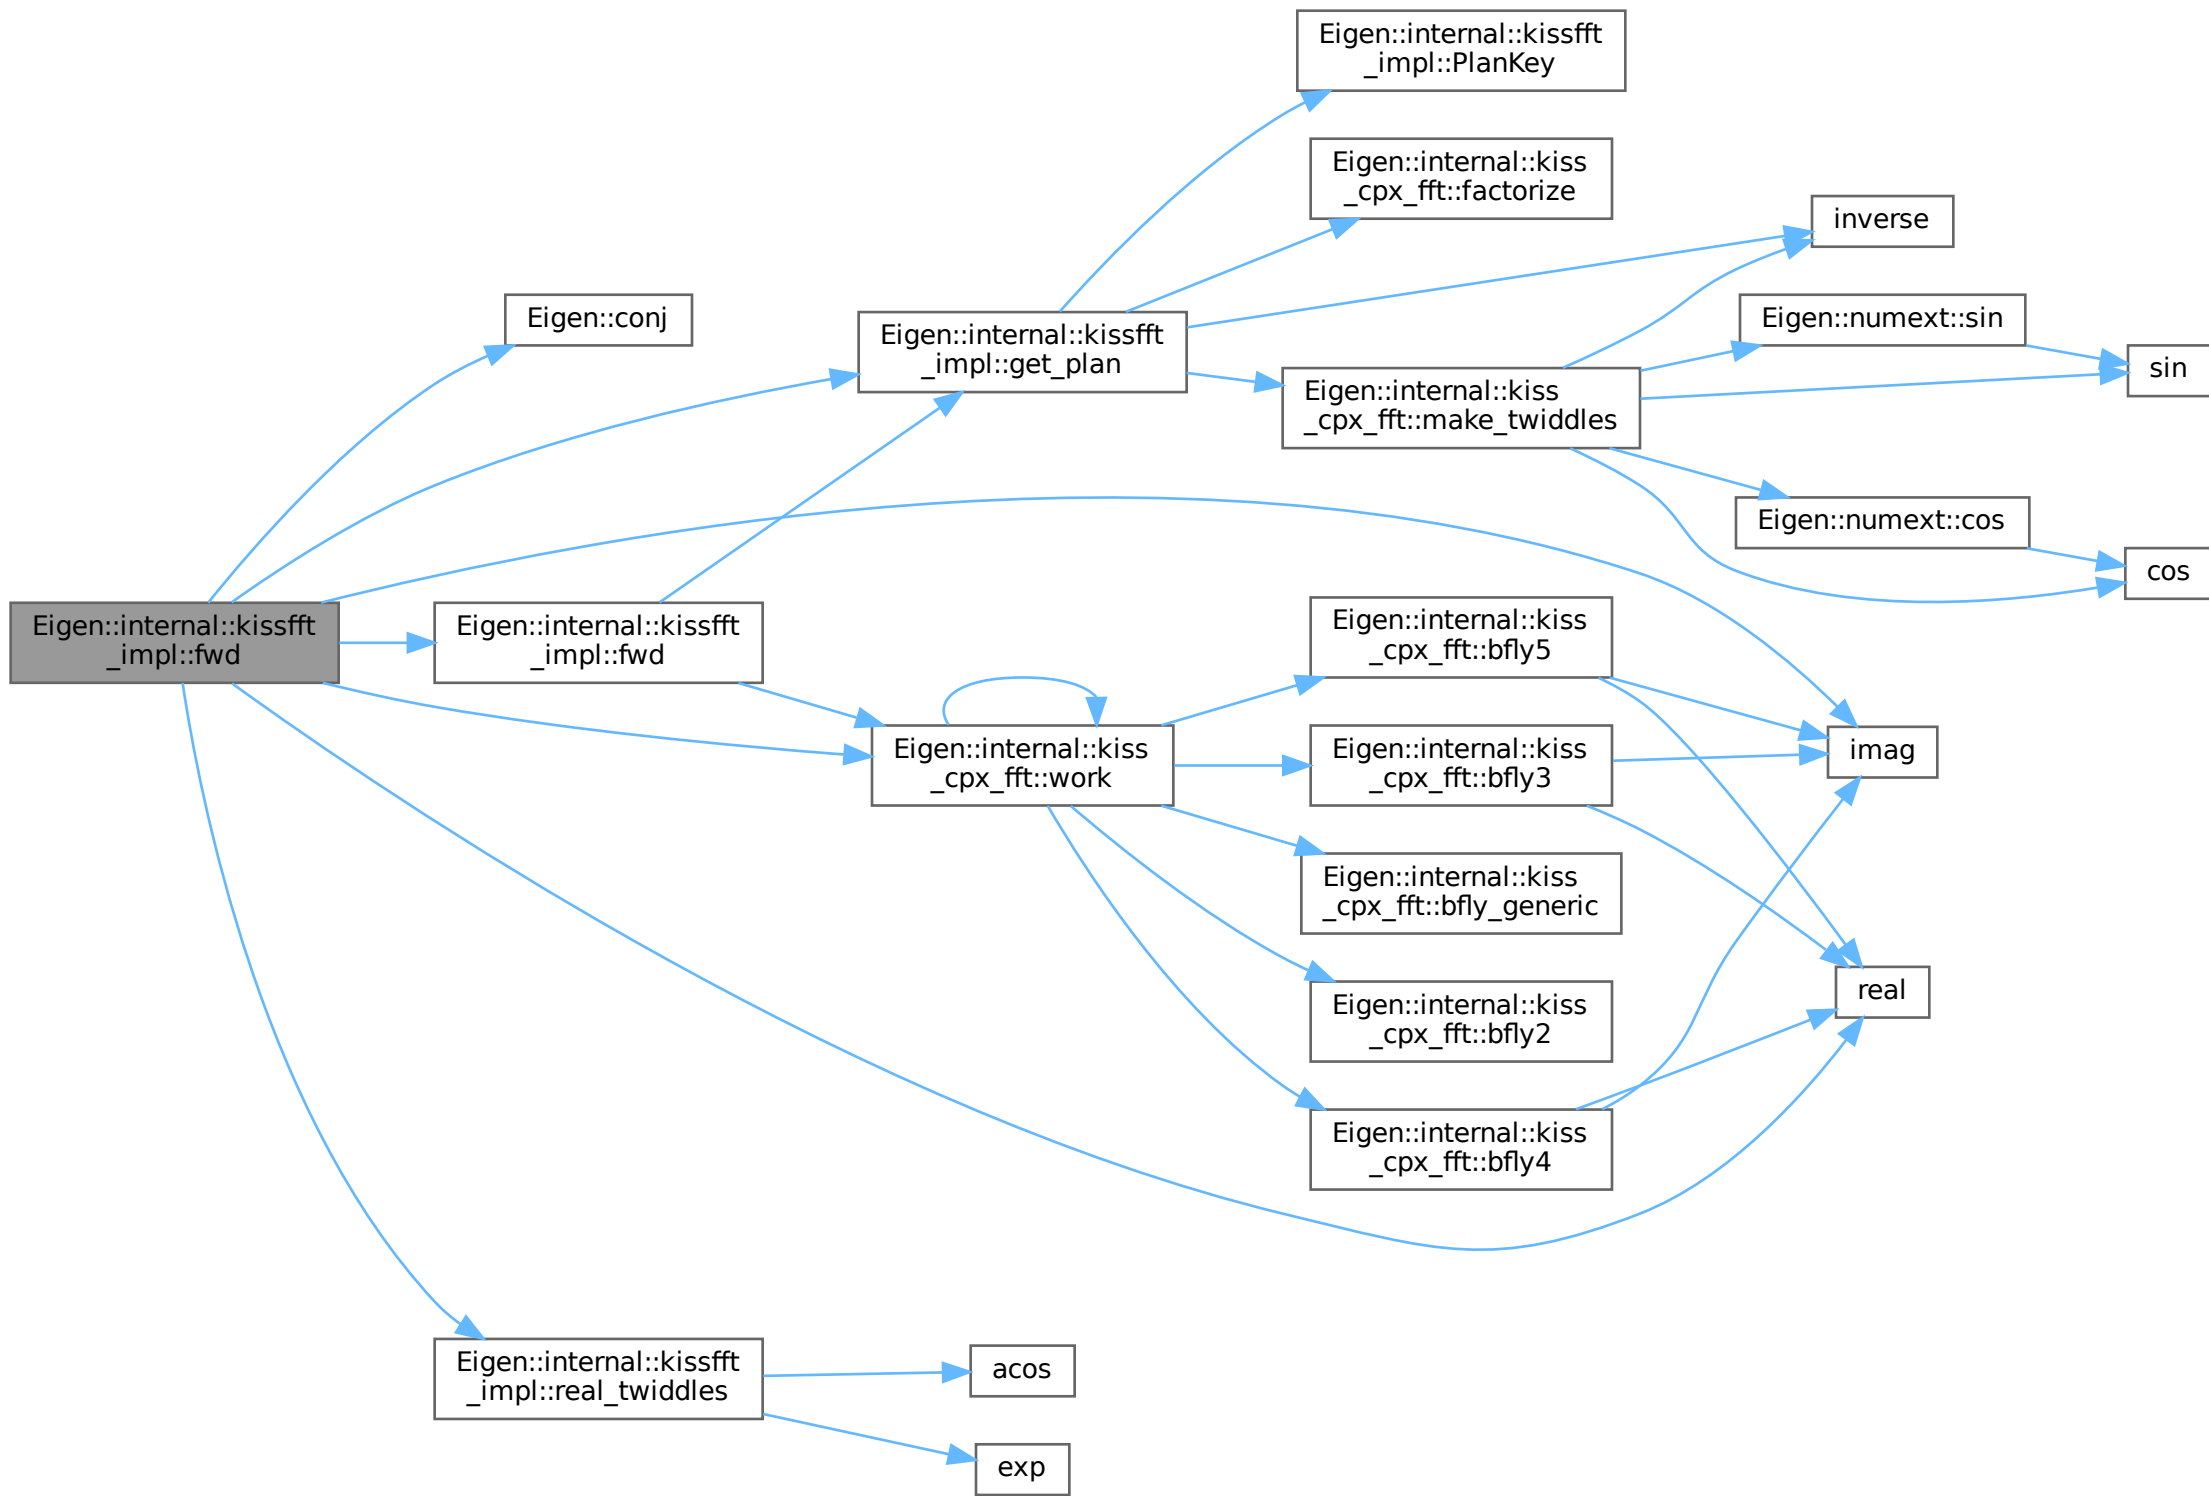 Eigen::internal::kissfft
_impl::fwd
Eigen::conj
Eigen::internal::kissfft
_impl::fwd
Eigen::internal::kissfft
_impl::real_twiddles
Eigen::internal::kissfft
_impl::get_plan
Eigen::internal::kiss
_cpx_fft::work
acos
exp
Eigen::internal::kissfft
_impl::PlanKey
Eigen::internal::kiss
_cpx_fft::factorize
Eigen::internal::kiss
_cpx_fft::make_twiddles
Eigen::internal::kiss
_cpx_fft::bfly5
Eigen::internal::kiss
_cpx_fft::bfly3
Eigen::internal::kiss
_cpx_fft::bfly_generic
Eigen::internal::kiss
_cpx_fft::bfly2
Eigen::internal::kiss
_cpx_fft::bfly4
inverse
Eigen::numext::sin
Eigen::numext::cos
imag
real
sin
cos